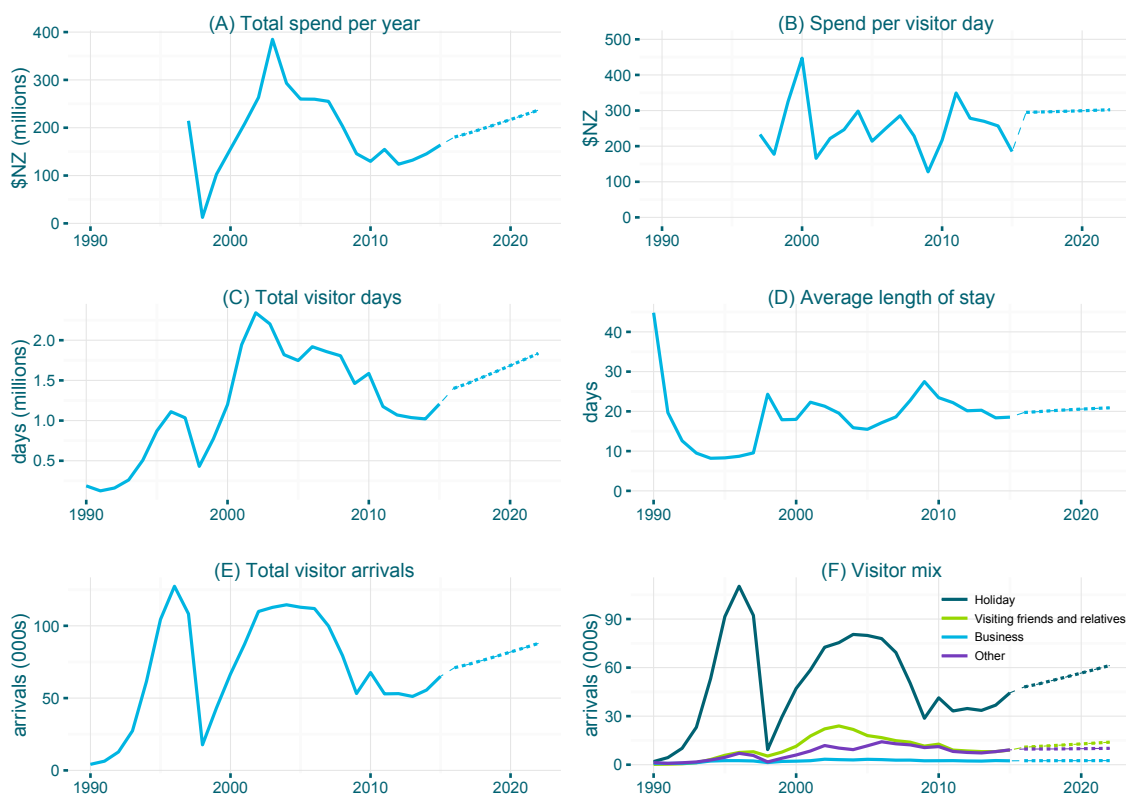 (A) Total spend per year
$NZ (millions)
400
300
200
100
0
1990 2000 2010 2020
(B) Spend per visitor day
$NZ
500
400
300
200
100
0
1990 2000 2010 2020
(C) Total visitor days
days (millions)
2.0
1.5
1.0
0.5
1990 2000 2010 2020
(D) Average length of stay
days
40
30
20
10
0
1990 2000 2010 2020
(E) Total visitor arrivals
arrivals (000s)
100
50
0
1990 2000 2010 2020
(F) Visitor mix
arrivals (000s)
90
60
30
0
1990 2000 2010 2020
Holiday
Visiting friends and relatives
Business
Other